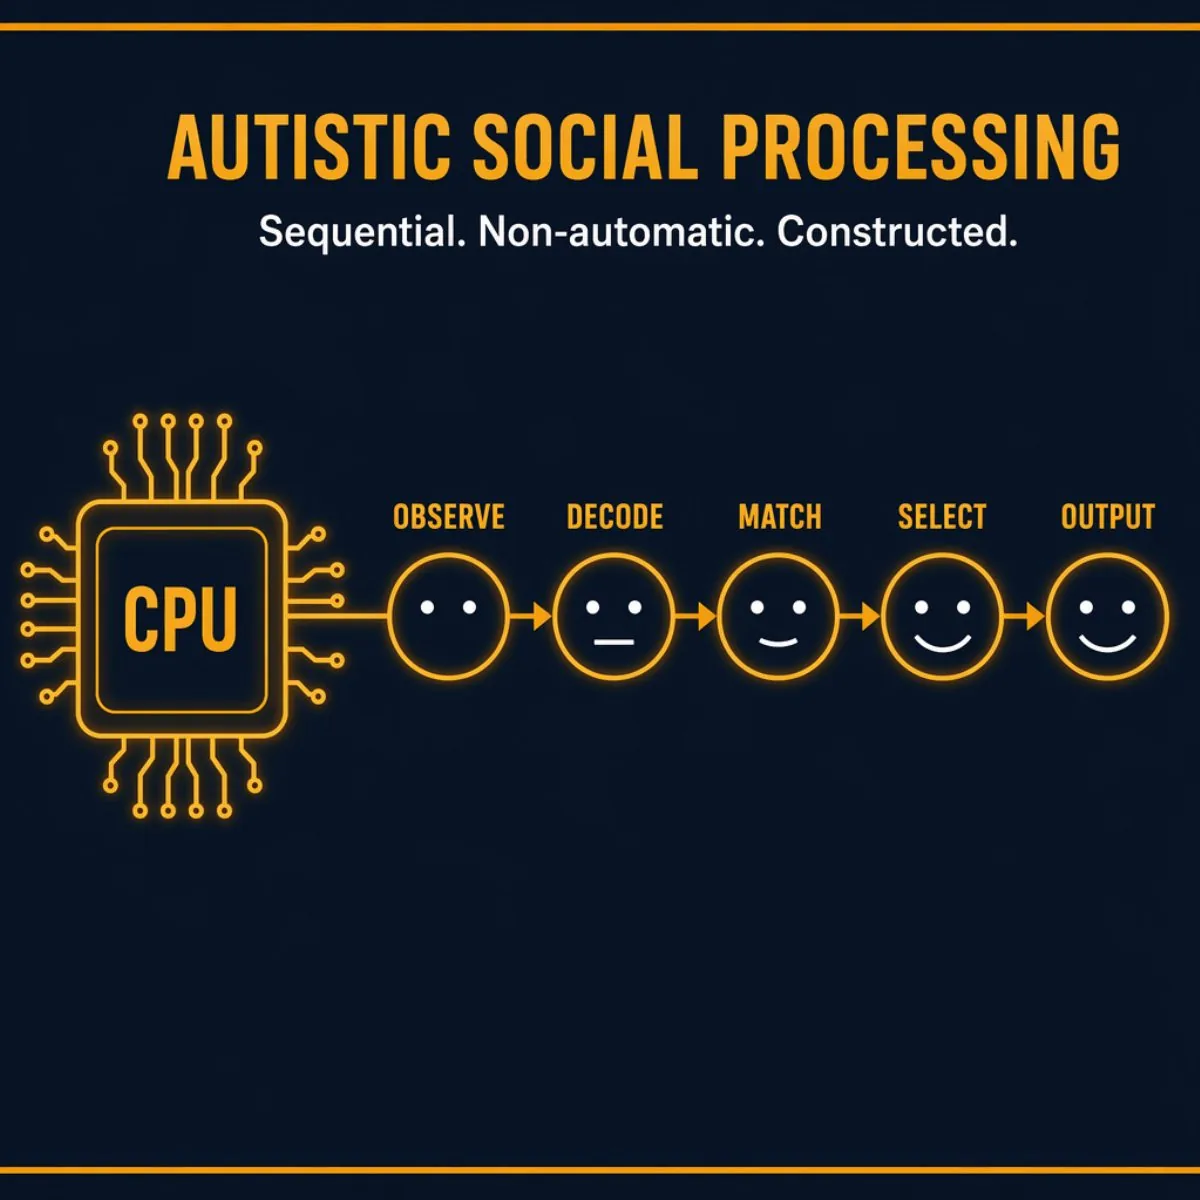 AUTISTIC SOCIAL PROCESSING
Sequential. Non-automatic. Constructed.
CPU
OBSERVE
DECODE
MATCH
SELECT
OUTPUT